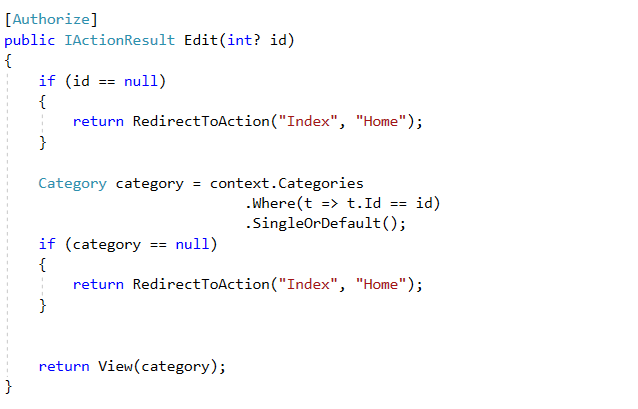 [Authorize]
public IActionResult Edit(int? id)
{
    if (id == null)
    {
        return RedirectToAction("Index", "Home");
    }

    Category category = context.Categories
                            .Where(t => t.Id == id)
                            .SingleOrDefault();
    if (category == null)
    {
        return RedirectToAction("Index", "Home");
    }


    return View(category);
}